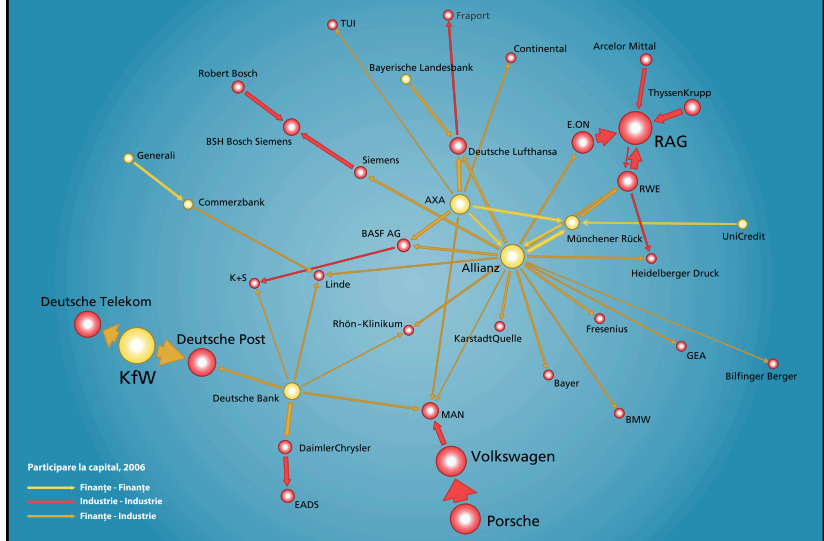 TUI
Fraport
Continental
Arcelor Mittal
Bayerische Landesbank
Robert Bosch
ThyssenKrupp
E.ON
RAG
BSH Bosch Siemens
Deutsche Lufthansa
Generali
Siemens
RWE
Commerzbank
AXA
BASF AG
Münchener Rück
UniCredit
Allianz
Heidelberger Druck
K+S
Linde
Deutsche Telekom
Rhön-Klinikum
Fresenius
Deutsche Post
KarstadtQuelle
GEA
KfW
Bilfinger Berger
Bayer
Deutsche Bank
MAN
BMW
DaimlerChrysler
Volkswagen
Participare la capital, 2006
Finanțe - Finanțe
Industrie - Industrie
Finanțe - Industrie
EADS
Porsche